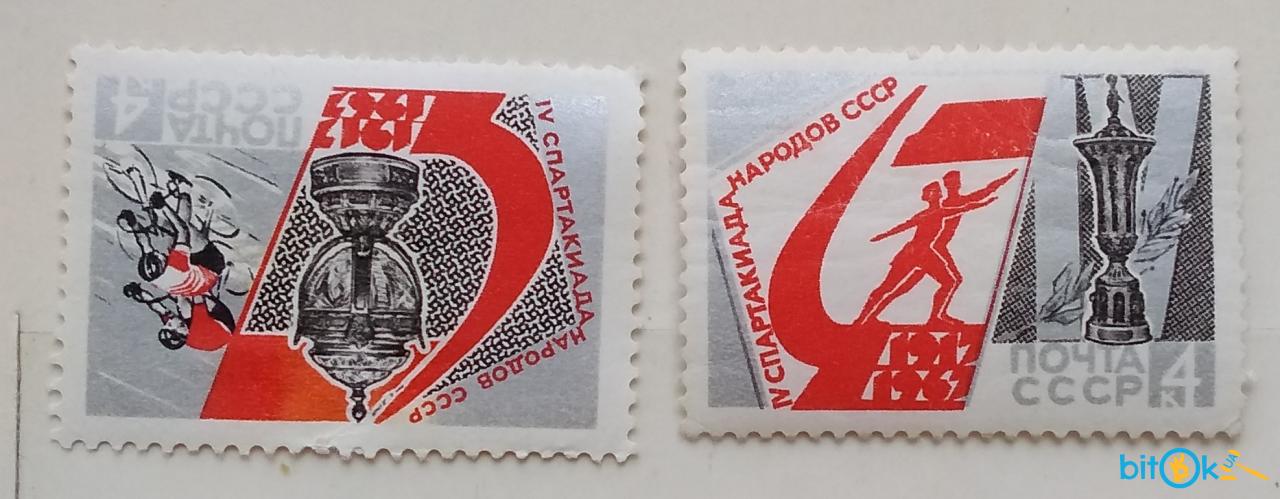 4
К
ПОЧТА
СССР
1917
1967
IV СПАРТАКИАДА НАРОДОВ СССР
IV СПАРТАКИАДА НАРОДОВ СССР
1917
1967
ПОЧТА
СССР 4
К
bitok
UA